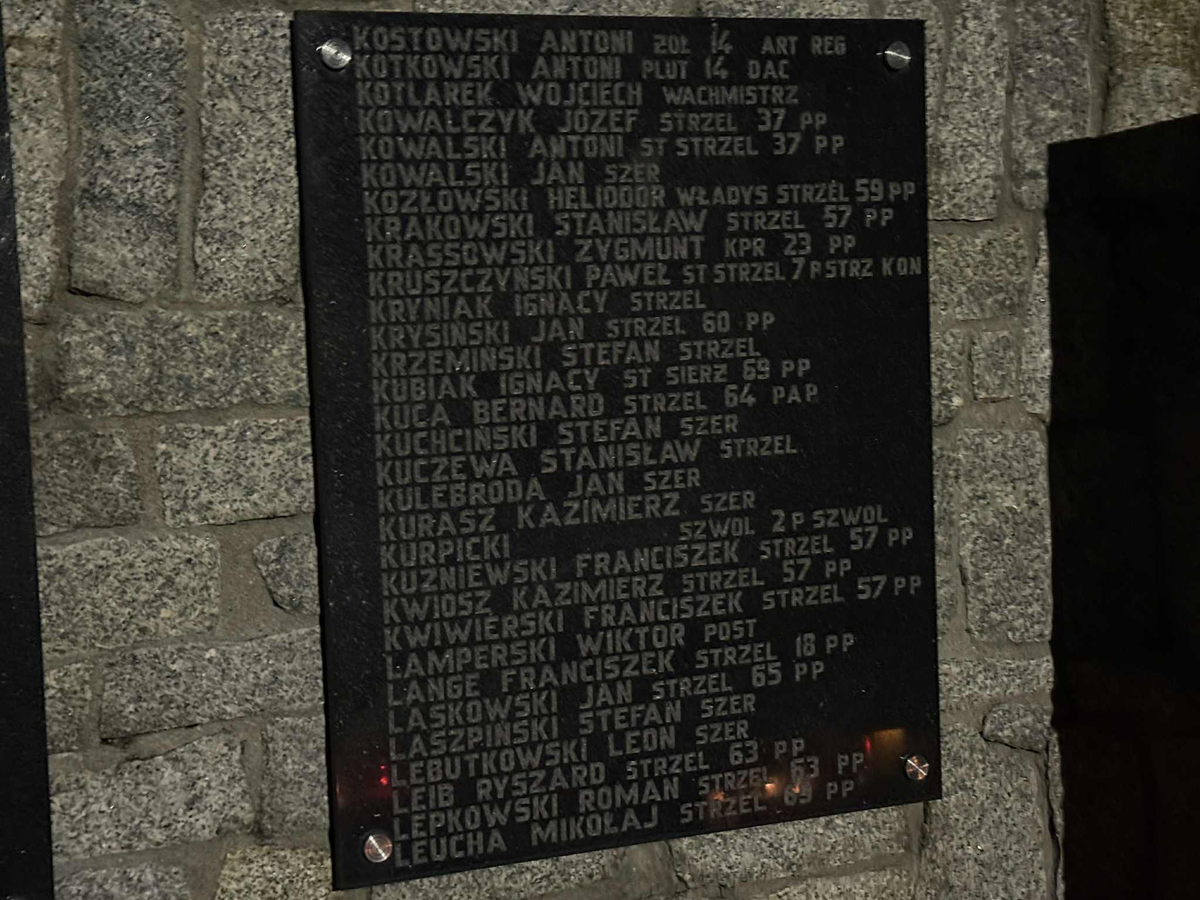 KOSTOWSKI ANTONI ŻOŁ 14 ART REG
KOTKOWSKI ANTONI PLUT 14 DAC
KOTLAREK WOJCIECH WACHMISTRZ
KOWALCZYK JÓZEF STRZEL 37 PP
KOWALSKI ANTONI ST STRZEL 37 PP
KOWALSKI JAN SZER
KOZŁOWSKI HELIODOR WŁADYS STRZEL 59 PP
KRAKOWSKI STANISŁAW STRZEL 57 PP
KRASSOWSKI ZYGMUNT KPR 23 PP
KRUSZCZYŃSKI PAWEŁ ST STRZEL 7 P STRZ KON
KRYNIAK IGNACY STRZEL
KRYSIŃSKI JAN STRZEL 60 PP
KRZEMIŃSKI STEFAN STRZEL
KUBIAK IGNACY ST SIERZ 69 PP
KUCA BERNARD STRZEL 64 PAP
KUCHCIŃSKI STEFAN SZER
KUCZEWA STANISŁAW STRZEL
KULEBRODA JAN SZER
KURASZ KAZIMIERZ SZER
KURPICKI SZWOL 2 P SZWOL
KUŹNIEWSKI FRANCISZEK STRZEL 57 PP
KWIOSZ KAZIMIERZ STRZEL 57 PP
KWIWIERSKI FRANCISZEK STRZEL 57 PP
LAMPERSKI WIKTOR POST
LANGE FRANCISZEK STRZEL 18 PP
LASKOWSKI JAN STRZEL 65 PP
LASZPIŃSKI STEFAN SZER
LEBUTKOWSKI LEON SZER
LEIB RYSZARD STRZEL 63 PP
LEPKOWSKI ROMAN STRZEL 63 PP
LEUCHA MIKOŁAJ STRZEL 69 PP